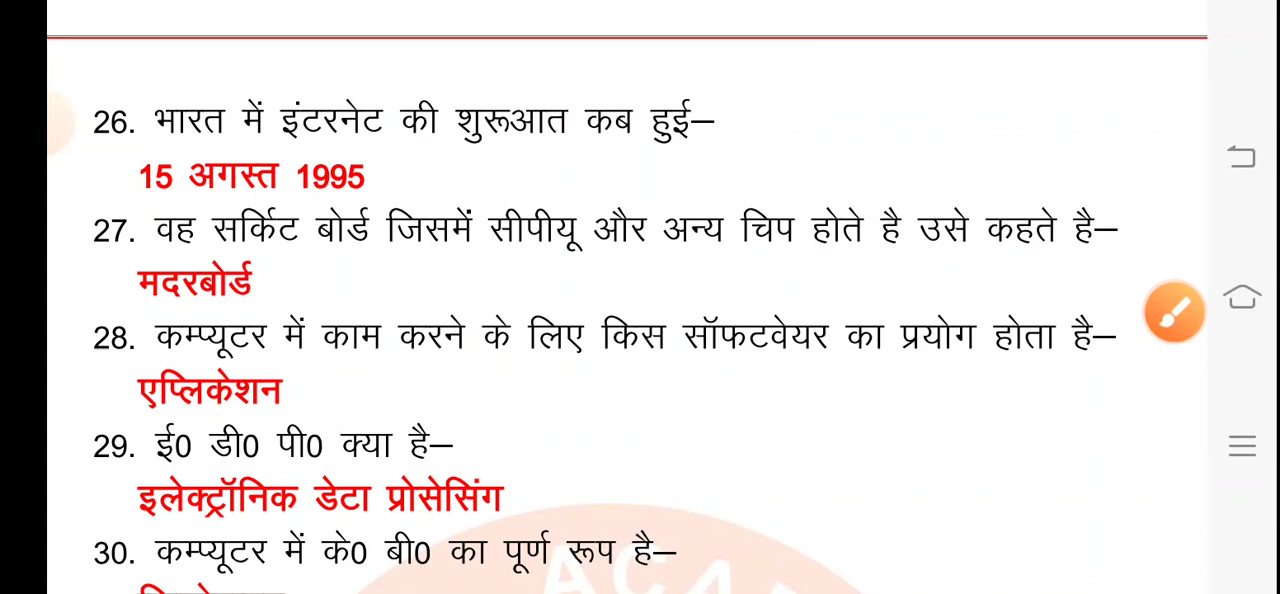 26. भारत में इंटरनेट की शुरूआत कब हुई–
15 अगस्त 1995
27. वह सर्किट बोर्ड जिसमें सीपीयू और अन्य चिप होते है उसे कहते है–
मदरबोर्ड
28. कम्प्यूटर में काम करने के लिए किस सॉफटवेयर का प्रयोग होता है–
एप्लिकेशन
29. ई0 डी0 पी0 क्या है–
इलेक्ट्रॉनिक डेटा प्रोसेसिंग
30. कम्प्यूटर में के0 बी0 का पूर्ण रूप है–